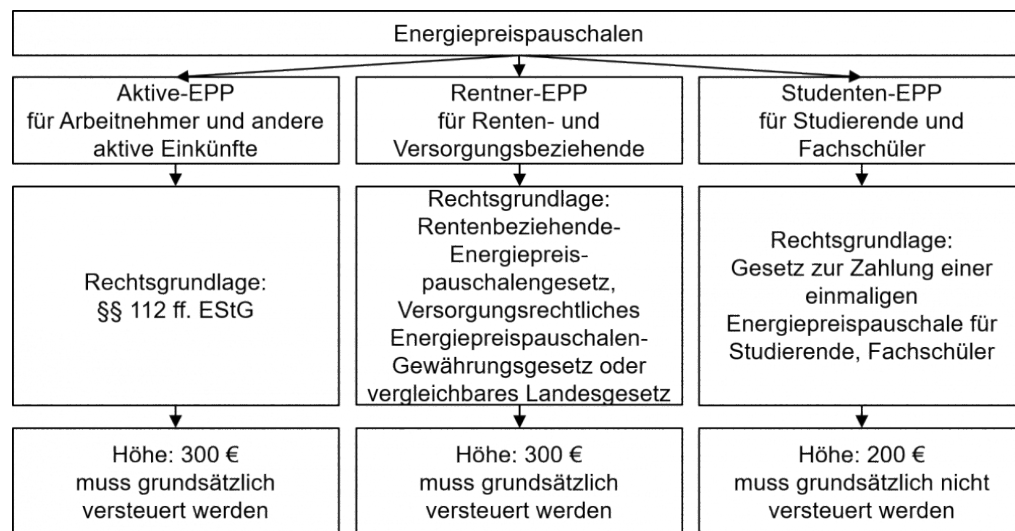 Energiepreispauschalen
Aktive-EPP
für Arbeitnehmer und andere
aktive Einkünfte
Rentner-EPP
für Renten- und
Versorgungsbeziehende
Studenten-EPP
für Studierende und
Fachschüler
Rechtsgrundlage:
§§ 112 ff. EStG
Rechtsgrundlage:
Rentenbeziehende-
Energiepreis-
pauschalengesetz,
Versorgungsrechtliches
Energiepreispauschalen-
Gewährungsgesetz oder
vergleichbares Landesgesetz
Rechtsgrundlage:
Gesetz zur Zahlung einer
einmaligen
Energiepreispauschale für
Studierende, Fachschüler
Höhe: 300 €
muss grundsätzlich
versteuert werden
Höhe: 300 €
muss grundsätzlich
versteuert werden
Höhe: 200 €
muss grundsätzlich nicht
versteuert werden